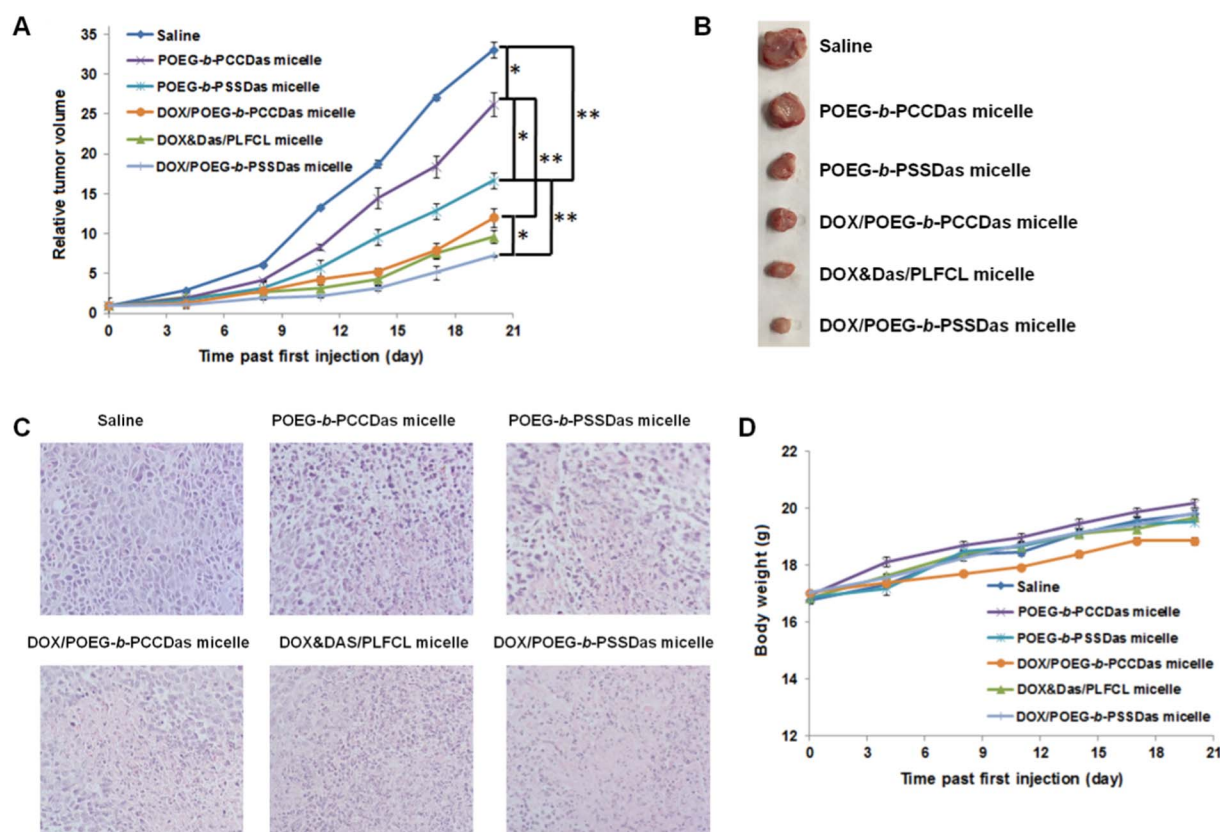 A
Relative tumor volume
35
30
25
20
15
10
5
0
Saline
POEG-b-PCCDas micelle
POEG-b-PSSDas micelle
DOX/POEG-b-PCCDas micelle
DOX&Das/PLFCL micelle
DOX/POEG-b-PSSDas micelle
*
*
**
**
*
**
0 3 6 9 12 15 18 21
Time past first injection (day)
B
Saline
POEG-b-PCCDas micelle
POEG-b-PSSDas micelle
DOX/POEG-b-PCCDas micelle
DOX&Das/PLFCL micelle
DOX/POEG-b-PSSDas micelle
C
Saline POEG-b-PCCDas micelle POEG-b-PSSDas micelle
DOX/POEG-b-PCCDas micelle DOX&DAS/PLFCL micelle DOX/POEG-b-PSSDas micelle
D
Body weight (g)
22
20
18
16
14
12
Saline
POEG-b-PCCDas micelle
POEG-b-PSSDas micelle
DOX/POEG-b-PCCDas micelle
DOX&Das/PLFCL micelle
DOX/POEG-b-PSSDas micelle
0 3 6 9 12 15 18 21
Time past first injection (day)